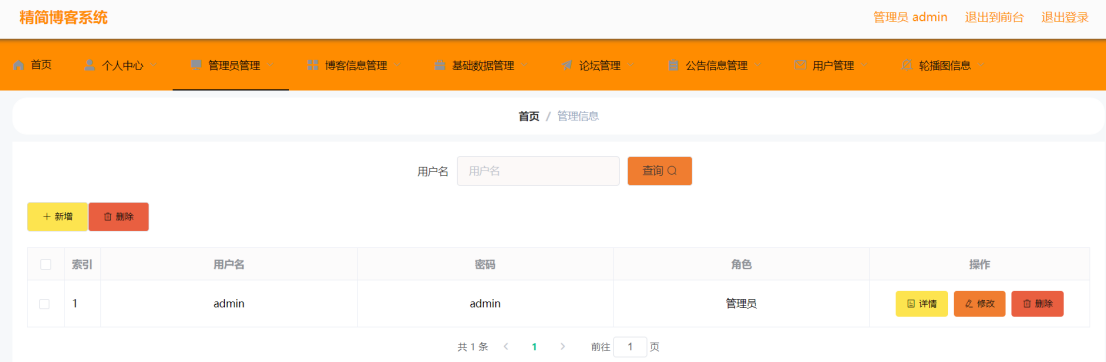 精简博客系统 管理员 admin 退出到前台 退出登录
首页 个人中心 管理员管理 博客信息管理 基础数据管理 论坛管理 公告信息管理 用户管理 轮播图信息
首页 / 管理信息
用户名 用户名 查询
+ 新增 删除
索引 用户名 密码 角色 操作
1 admin admin 管理员 详情 修改 删除
共 1 条 < 1 > 前往 1 页